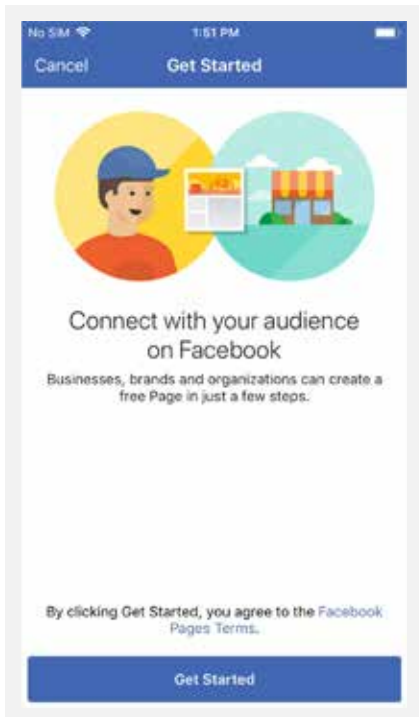 No SIM 1:51 PM
Cancel Get Started
Connect with your audience
on Facebook
Businesses, brands and organizations can create a
free Page in just a few steps.
By clicking Get Started, you agree to the Facebook
Pages Terms.
Get Started